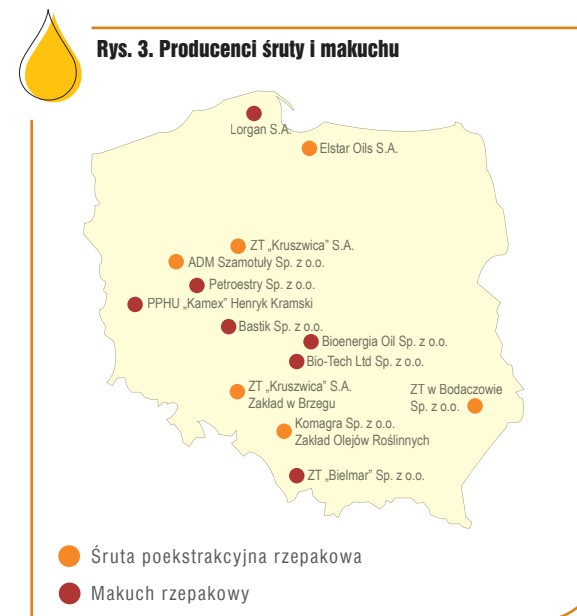 Rys. 3. Producenci śruty i makuchu
Lorgan S.A.
Elstar Oils S.A.
ZT „Kruszwica” S.A.
ADM Szamotuły Sp. z o.o.
Petroestry Sp. z o.o.
PPHU „Kamex” Henryk Kramski
Bastik Sp. z o.o.
Bioenergia Oil Sp. z o.o.
Bio-Tech Ltd Sp. z o.o.
ZT „Kruszwica” S.A.
Zakład w Brzegu
ZT w Bodaczowie
Sp. z o.o.
Komagra Sp. z o.o.
Zakład Olejów Roślinnych
ZT „Bielmar” Sp. z o.o.
Śruta poekstrakcyjna rzepakowa
Makuch rzepakowy